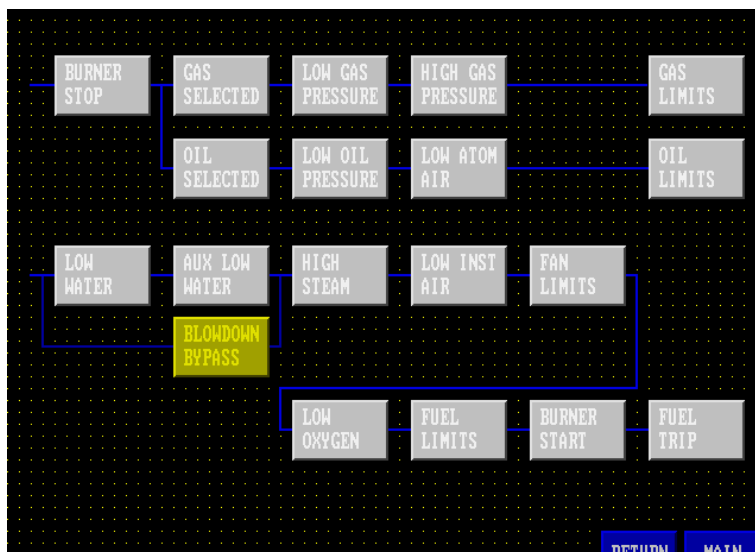 BURNER
STOP
GAS
SELECTED
LOW GAS
PRESSURE
HIGH GAS
PRESSURE
GAS
LIMITS
OIL
SELECTED
LOW OIL
PRESSURE
LOW ATOM
AIR
OIL
LIMITS
LOW
WATER
AUX LOW
WATER
HIGH
STEAM
LOW INST
AIR
FAN
LIMITS
BLOWDOWN
BYPASS
LOW
OXYGEN
FUEL
LIMITS
BURNER
START
FUEL
TRIP
RETURN
MAIN